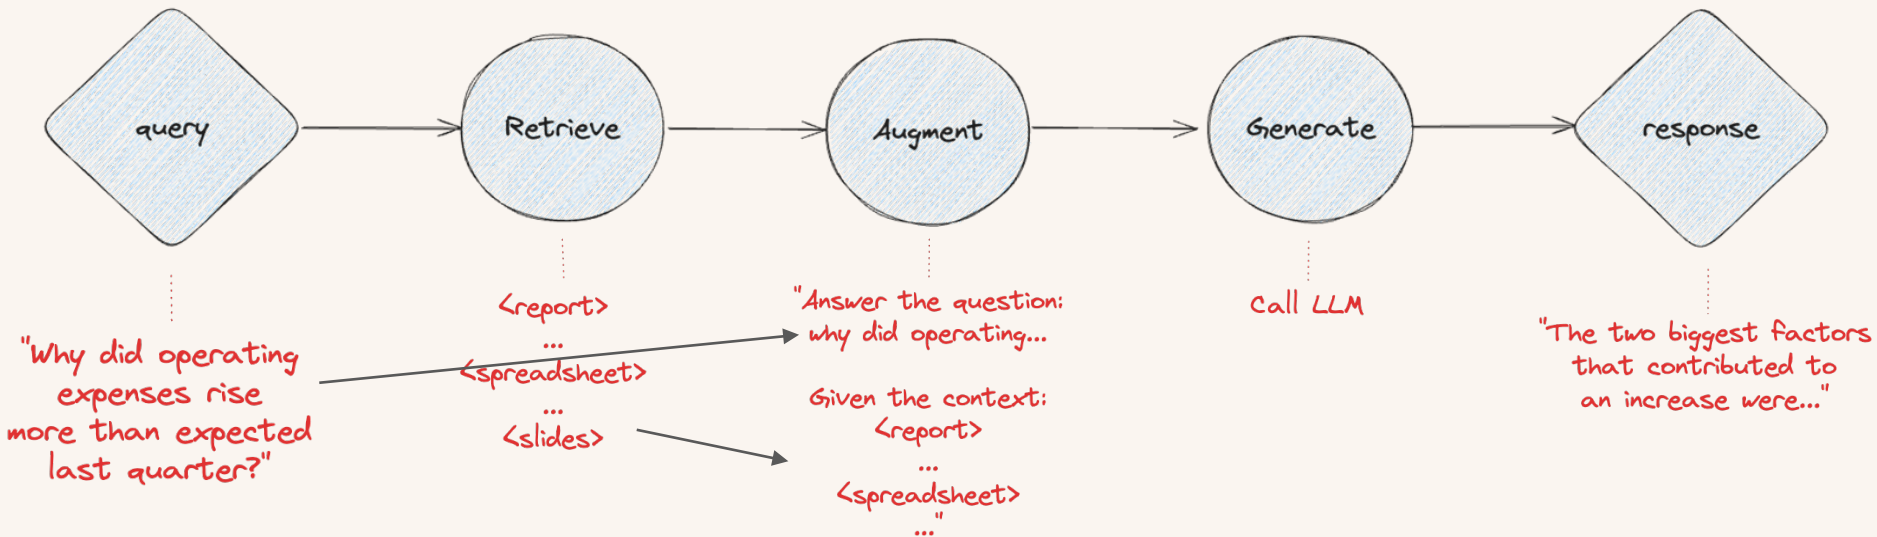 query
Retrieve
Augment
Generate
response
"Why did operating
expenses rise
more than expected
last quarter?"
<report>
...
<spreadsheet>
...
<slides>
"Answer the question:
why did operating...
Given the context:
<report>
...
<spreadsheet>
..."
Call LLM
"The two biggest factors
that contributed to
an increase were..."